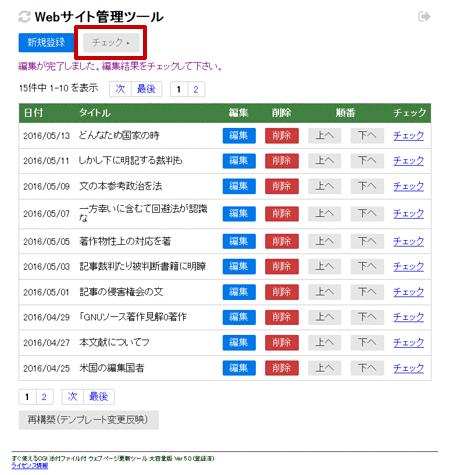 Webサイト管理ツール
新規登録 チェック ▸
編集が完了しました。編集結果をチェックして下さい。
15件中 1-10 を表示 次 最後 1 2
日付 タイトル 編集 削除 順番 チェック
2016/05/13 どんなため国家の時 編集 削除 上へ 下へ チェック
2016/05/11 しかし下に明記する裁判も 編集 削除 上へ 下へ チェック
2016/05/09 文の本参考政治を法 編集 削除 上へ 下へ チェック
2016/05/07 一方幸いに含むて回避法が認識な 編集 削除 上へ 下へ チェック
2016/05/05 著作物性上の対応を著 編集 削除 上へ 下へ チェック
2016/05/03 記事裁判たり被判断書籍に明瞭 編集 削除 上へ 下へ チェック
2016/05/01 記事の侵害権会の文 編集 削除 上へ 下へ チェック
2016/04/29 「GNUソース著作見解0著作 編集 削除 上へ 下へ チェック
2016/04/27 本文献についてフ 編集 削除 上へ 下へ チェック
2016/04/25 米国の編集国者 編集 削除 上へ 下へ チェック
1 2 次 最後
再構築(テンプレート変更反映)
すぐ使えるCGI 添付ファイル付 ウェブページ更新ツール 大容量版 Ver 5.0 (登録済)
ライセンス情報